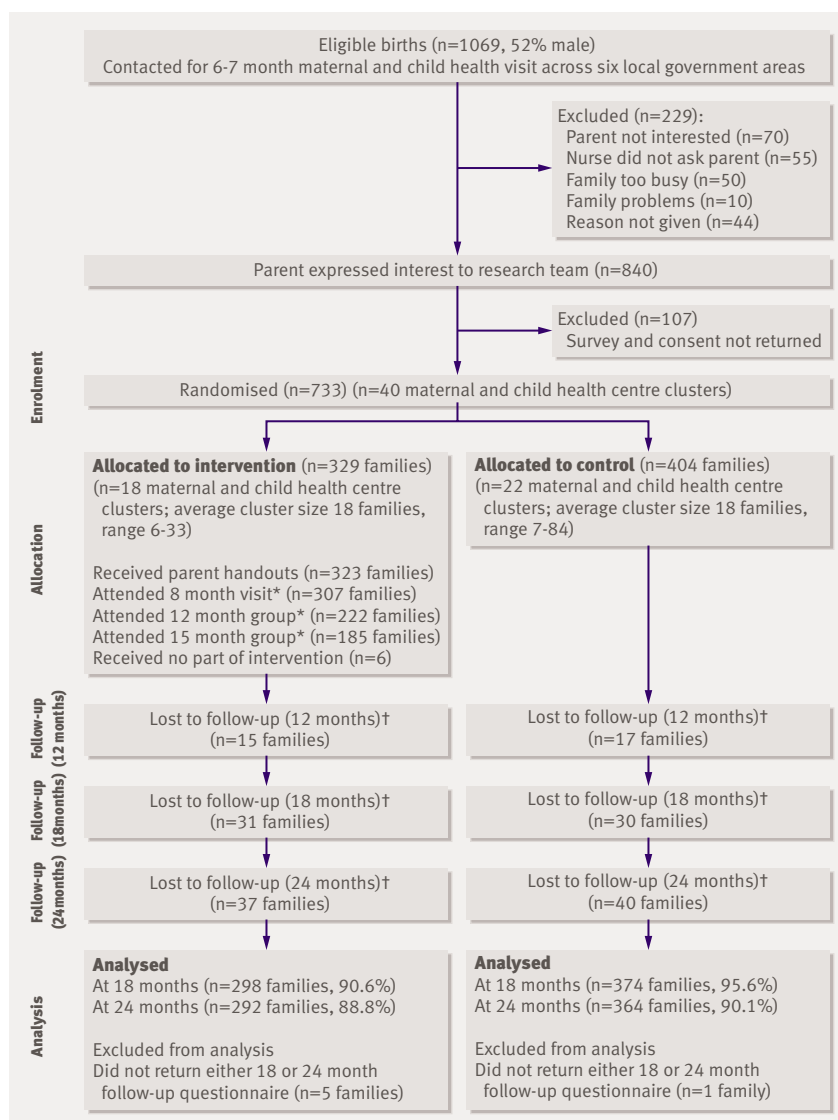 Eligible births (n=1069, 52% male)
Contacted for 6-7 month maternal and child health visit across six local government areas
Excluded (n=229):
Parent not interested (n=70)
Nurse did not ask parent (n=55)
Family too busy (n=50)
Family problems (n=10)
Reason not given (n=44)
Parent expressed interest to research team (n=840)
Excluded (n=107)
Survey and consent not returned
Enrolment
Randomised (n=733) (n=40 maternal and child health centre clusters)
Allocation
Allocated to intervention (n=329 families)
(n=18 maternal and child health centre
clusters; average cluster size 18 families,
range 6-33)
Received parent handouts (n=323 families)
Attended 8 month visit* (n=307 families)
Attended 12 month group* (n=222 families)
Attended 15 month group* (n=185 families)
Received no part of intervention (n=6)
Allocated to control (n=404 families)
(n=22 maternal and child health centre
clusters; average cluster size 18 families,
range 7-84)
Follow-up
(12 months)
Lost to follow-up (12 months)†
(n=15 families)
Lost to follow-up (12 months)†
(n=17 families)
Follow-up
(18months)
Lost to follow-up (18 months)†
(n=31 families)
Lost to follow-up (18 months)†
(n=30 families)
Follow-up
(24months)
Lost to follow-up (24 months)†
(n=37 families)
Lost to follow-up (24 months)†
(n=40 families)
Analysis
Analysed
At 18 months (n=298 families, 90.6%)
At 24 months (n=292 families, 88.8%)
Excluded from analysis
Did not return either 18 or 24 month
follow-up questionnaire (n=5 families)
Analysed
At 18 months (n=374 families, 95.6%)
At 24 months (n=364 families, 90.1%)
Excluded from analysis
Did not return either 18 or 24 month
follow-up questionnaire (n=1 family)